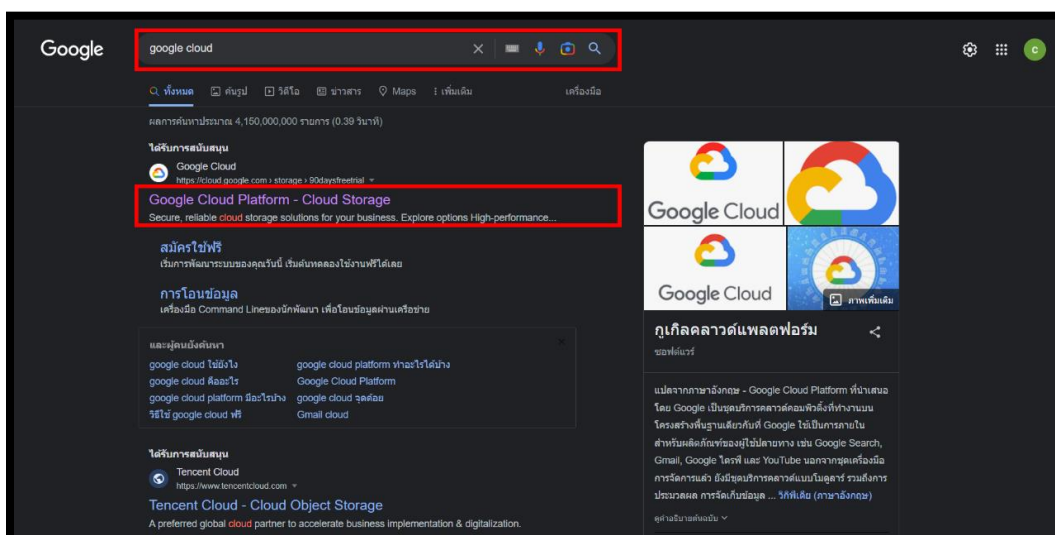 Google
google cloud
C
ทั้งหมด ค้นรูป วิดีโอ ข่าวสาร Maps เพิ่มเติม เครื่องมือ
ผลการค้นหาประมาณ 4,150,000,000 รายการ (0.39 วินาที)
ได้รับการสนับสนุน
Google Cloud
https://cloud.google.com › storage › 90daysfreetrial
Google Cloud Platform - Cloud Storage
Secure, reliable cloud storage solutions for your business. Explore options High-performance...
สมัครใช้ฟรี
เริ่มการพัฒนาระบบของคุณวันนี้ เริ่มต้นทดลองใช้งานฟรีได้เลย
การโอนข้อมูล
เครื่องมือ Command Lineของนักพัฒนา เพื่อโอนข้อมูลผ่านเครือข่าย
และผู้คนยังค้นหา
google cloud ใช้ยังไง google cloud platform ทําอะไรได้บ้าง
google cloud คืออะไร Google Cloud Platform
google cloud platform มีอะไรบ้าง google cloud จุดด้อย
วิธีใช้ google cloud ฟรี Gmail cloud
ได้รับการสนับสนุน
Tencent Cloud
https://www.tencentcloud.com
Tencent Cloud - Cloud Object Storage
A preferred global cloud partner to accelerate business implementation & digitalization.
Google Cloud
Google Cloud
ภาพเพิ่มเติม
กูเกิลคลาวด์แพลตฟอร์ม
ซอฟต์แวร์
แปลจากภาษาอังกฤษ - Google Cloud Platform ที่นำเสนอ
โดย Google เป็นชุดบริการคลาวด์คอมพิวติ้งที่ทำงานบน
โครงสร้างพื้นฐานเดียวกับที่ Google ใช้เป็นการภายใน
สำหรับผลิตภัณฑ์ของผู้ใช้ปลายทาง เช่น Google Search,
Gmail, Google ไดรฟ์ และ YouTube นอกจากชุดเครื่องมือ
การจัดการแล้ว ยังมีชุดบริการคลาวด์แบบโมดูลาร์ รวมถึงการ
ประมวลผล การจัดเก็บข้อมูล ... วิกิพีเดีย (ภาษาอังกฤษ)
ดูคำอธิบายต้นฉบับ